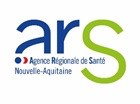 ars
Agence Régionale de Santé
Nouvelle-Aquitaine